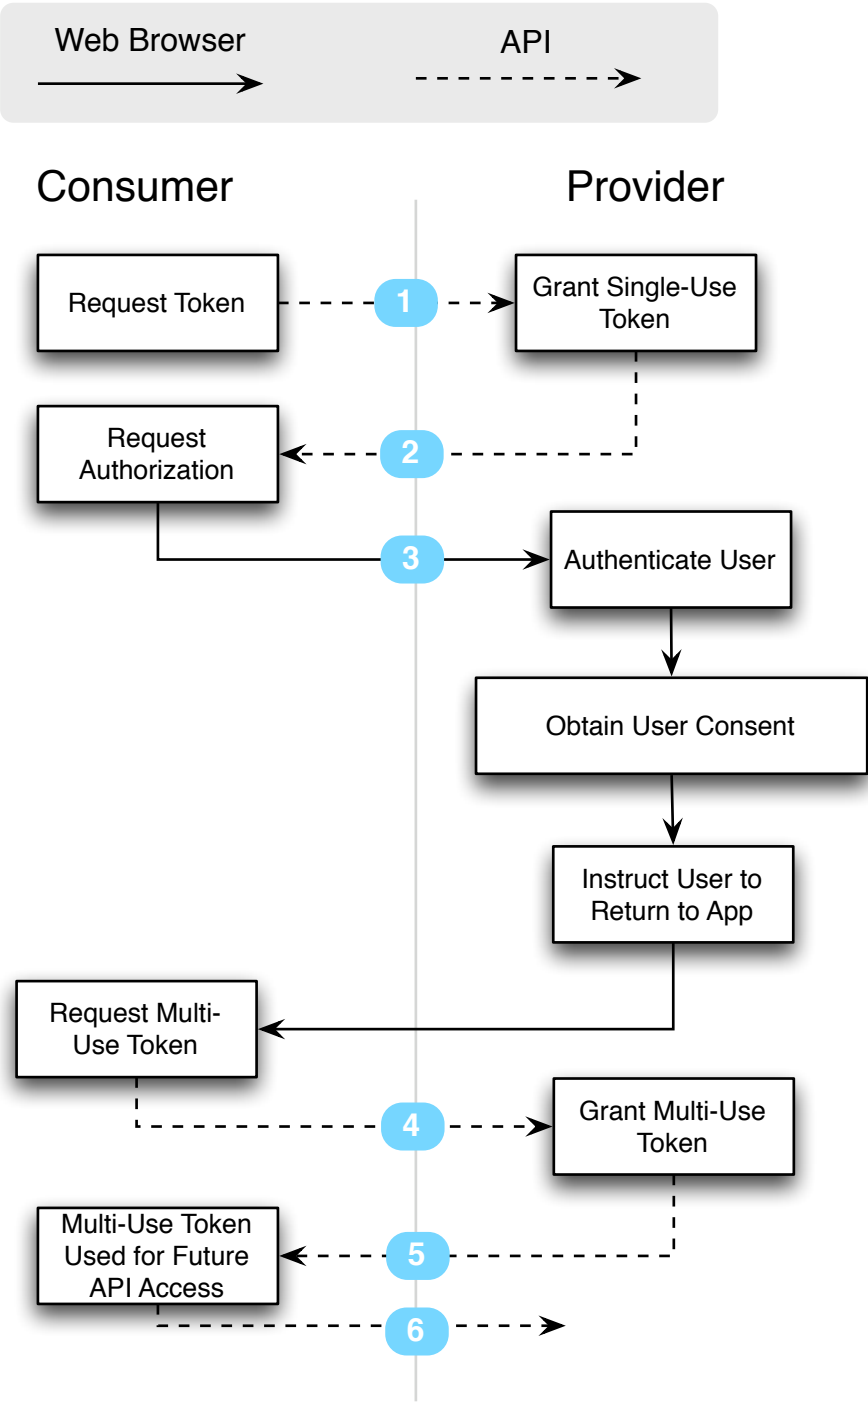 Web Browser
API
Consumer
Provider
Request Token
1
Grant Single-Use
Token
Request
Authorization
2
3
Authenticate User
Obtain User Consent
Instruct User to
Return to App
Request Multi-
Use Token
4
Grant Multi-Use
Token
Multi-Use Token
Used for Future
API Access
5
6